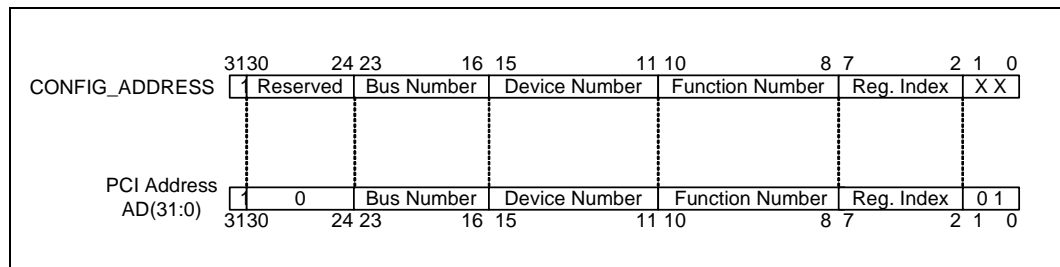 3130 24 23 16 15 11 10 8 7 2 1 0
CONFIG_ADDRESS 1 Reserved Bus Number Device Number Function Number Reg. Index X X
PCI Address
AD(31:0) 1 0 Bus Number Device Number Function Number Reg. Index 0 1
3130 24 23 16 15 11 10 8 7 2 1 0